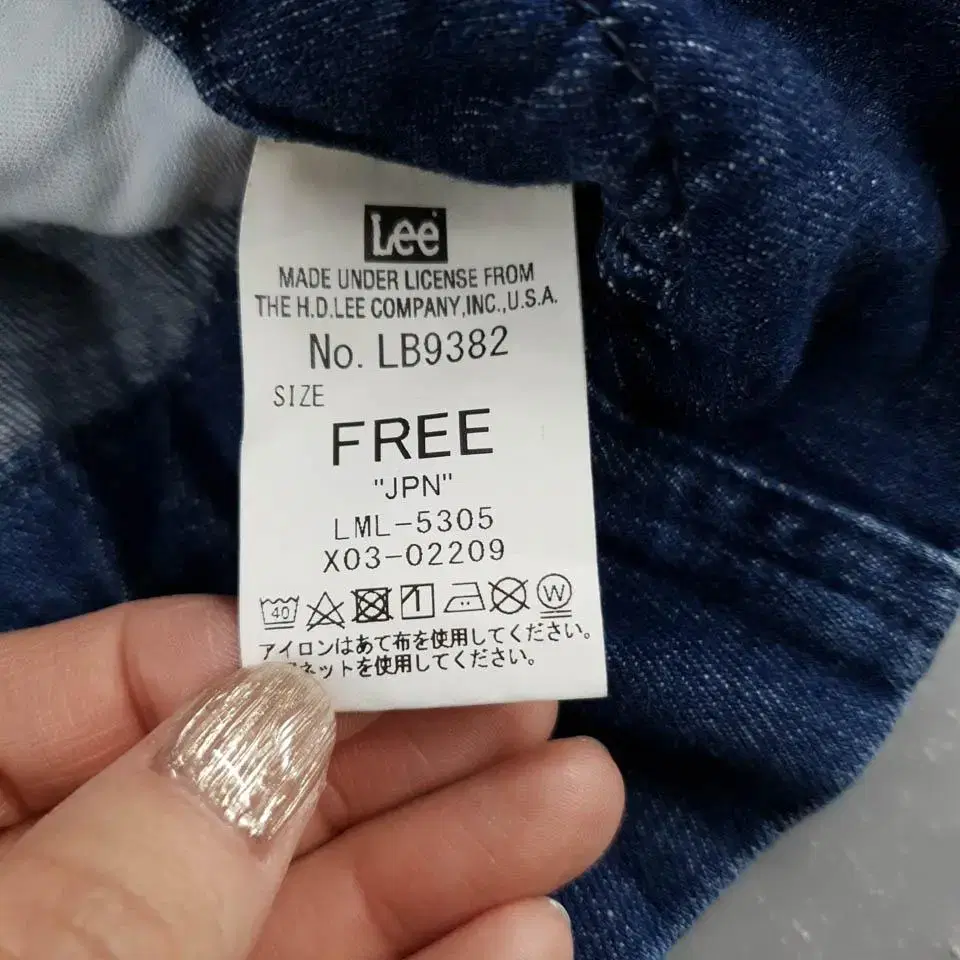 Lee
MADE UNDER LICENSE FROM
THE H.D.LEE COMPANY,INC.,U.S.A.
No. LB9382
SIZE
FREE
"JPN"
LML-5305
X03-02209
40 1 W
アイロンはあて布を使用してください。
ネットを使用してください。